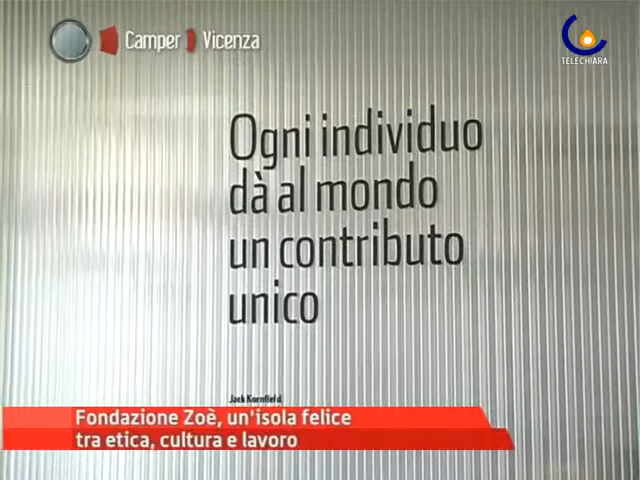 Camper Vicenza
TELECHIARA
Ogni individuo
dà al mondo
un contributo
unico
Jack Kornfield
Fondazione Zoè, un'isola felice
tra etica, cultura e lavoro